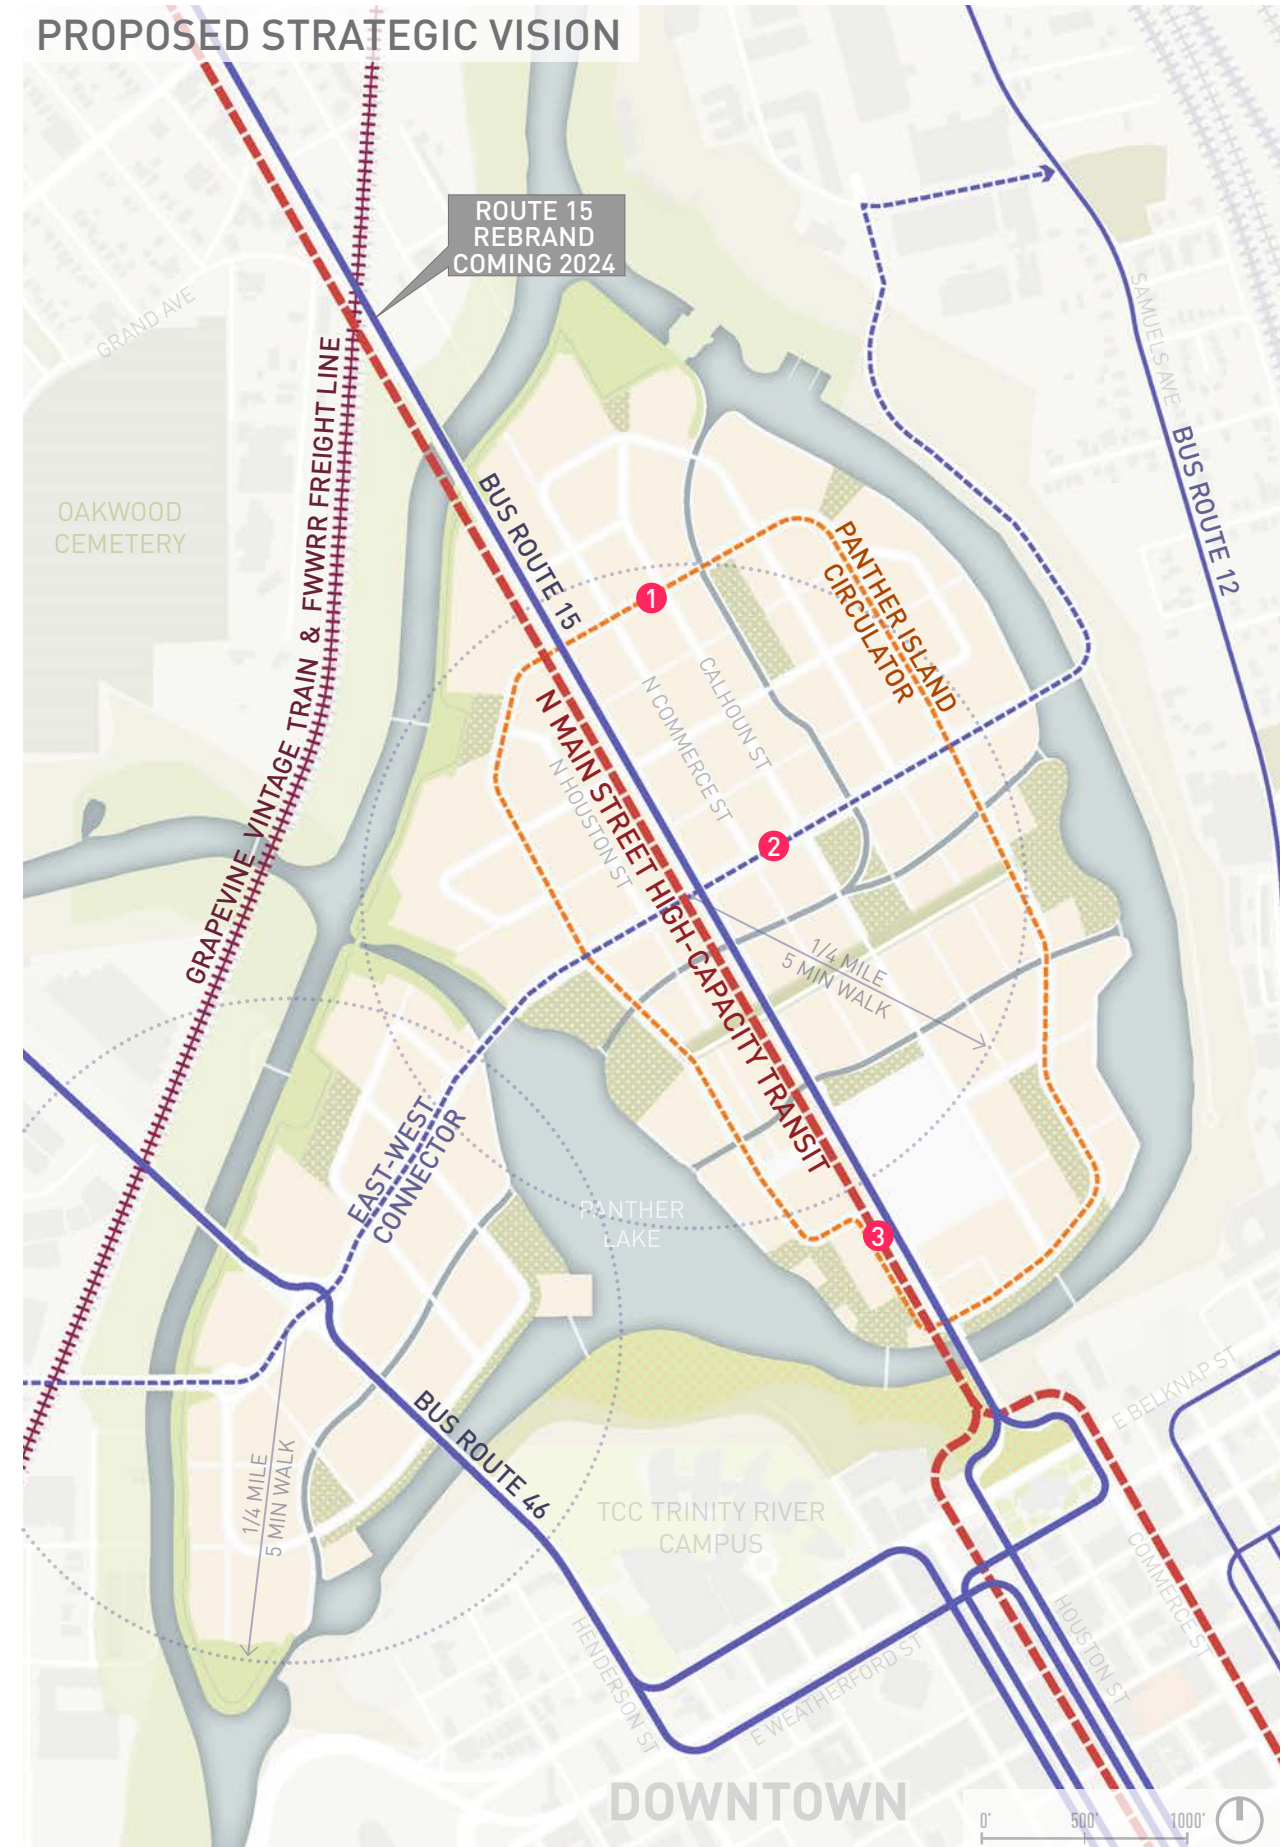 PROPOSED STRATEGIC VISION
ROUTE 15
REBRAND
COMING 2024
GRAND AVE
SAMUELS AVE
BUS ROUTE 12
GRAPEVINE VINTAGE TRAIN & FWWRR FREIGHT LINE
OAKWOOD
CEMETERY
BUS ROUTE 15
PANTHER ISLAND
CIRCULATOR
1
CALHOUN ST
N COMMERCE ST
N MAIN STREET HIGH-CAPACITY TRANSIT
N HOUSTON ST
2
1/4 MILE
5 MIN WALK
EAST-WEST
CONNECTOR
PANTHER
LAKE
3
BUS ROUTE 46
1/4 MILE
5 MIN WALK
E BELKNAP ST
TCC TRINITY RIVER
CAMPUS
COMMERCE ST
HOUSTON ST
HENDERSON ST
E WEATHERFORD ST
DOWNTOWN
0'
500'
1000'